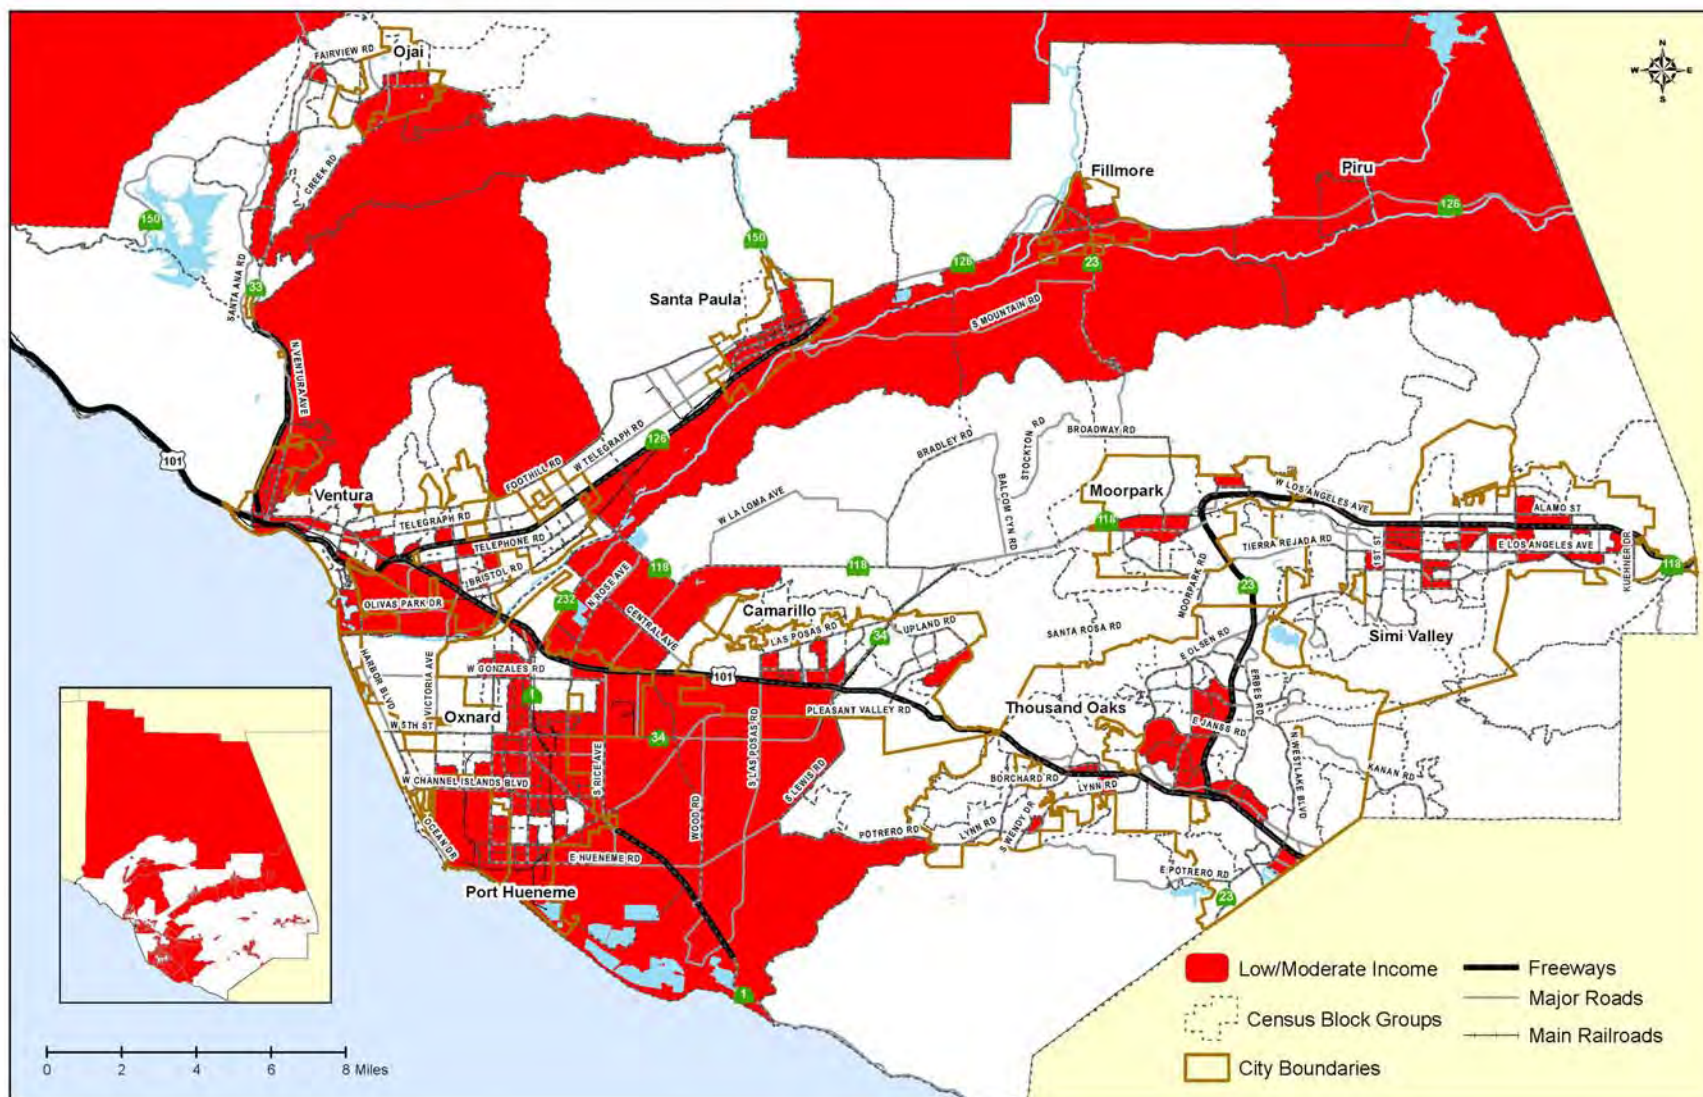 FAIRVIEW RD
Ojai
N
W E
S
CREEK RD
150
Fillmore
Piru
126
150
126
23
SANTA ANA RD
33
Santa Paula
S MOUNTAIN RD
N VENTURA AVE
101
126
W TELEGRAPH RD
FOOTHILL RD
BRADLEY RD
STOCKTON RD
BROADWAY RD
BALCOM CYN RD
W LA LOMA AVE
Ventura
TELEGRAPH RD
TELEPHONE RD
BRISTOL RD
OLIVAS PARK DR
Moorpark
118
W LOS ANGELES AVE
ALAMO ST
E LOS ANGELES AVE
1ST ST
KUEHNER DR
118
TIERRA REJADA RD
MOORPARK RD
23
118
118
232
N ROSE AVE
CENTRAL AVE
Camarillo
LAS POSAS RD
UPLAND RD
34
SANTA ROSA RD
Simi Valley
E OLSEN RD
ERBES RD
HARBOR BLVD
VICTORIA AVE
W GONZALES RD
1
101
Oxnard
W 5TH ST
34
PLEASANT VALLEY RD
Thousand Oaks
E JANSS RD
N WESTLAKE BLVD
KANAN RD
W CHANNEL ISLANDS BLVD
S RICE AVE
S LAS POSAS RD
S LEWIS RD
WOOD RD
BORCHARD RD
LYNN RD
LYNN RD
S WENDY DR
POTRERO RD
OCEAN DR
E HUENEME RD
Port Hueneme
E POTRERO RD
23
1
Low/Moderate Income
Census Block Groups
City Boundaries
Freeways
Major Roads
Main Railroads
0 2 4 6 8 Miles